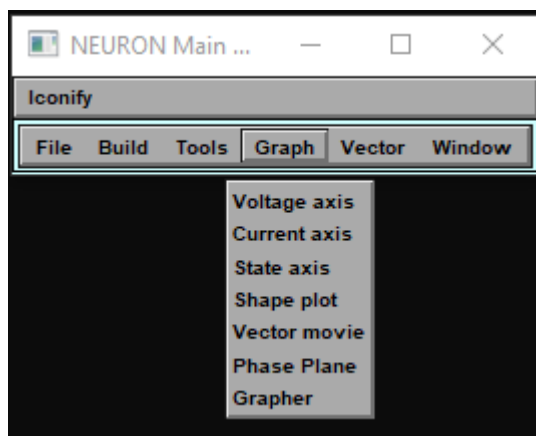 NEURON Main ...
Iconify
File Build Tools Graph Vector Window
Voltage axis
Current axis
State axis
Shape plot
Vector movie
Phase Plane
Grapher